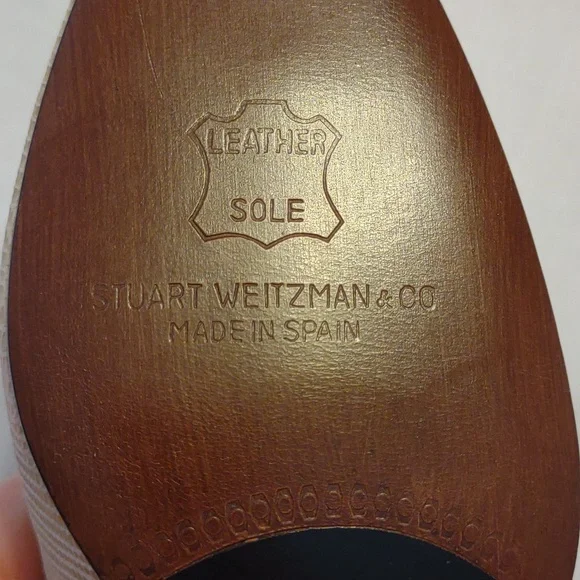 LEATHER
SOLE
STUART WEITZMAN & CO
MADE IN SPAIN